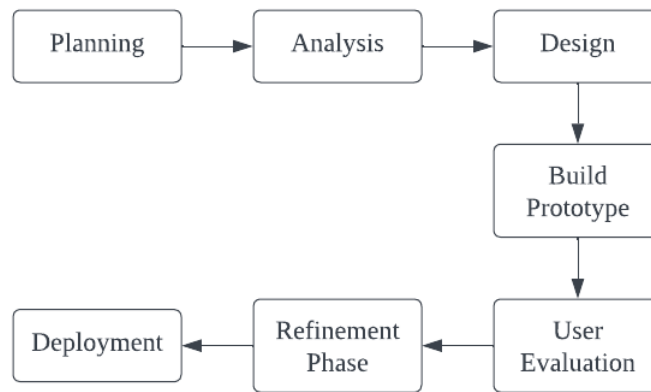 Planning
Analysis
Design
Build
Prototype
User
Evaluation
Refinement
Phase
Deployment